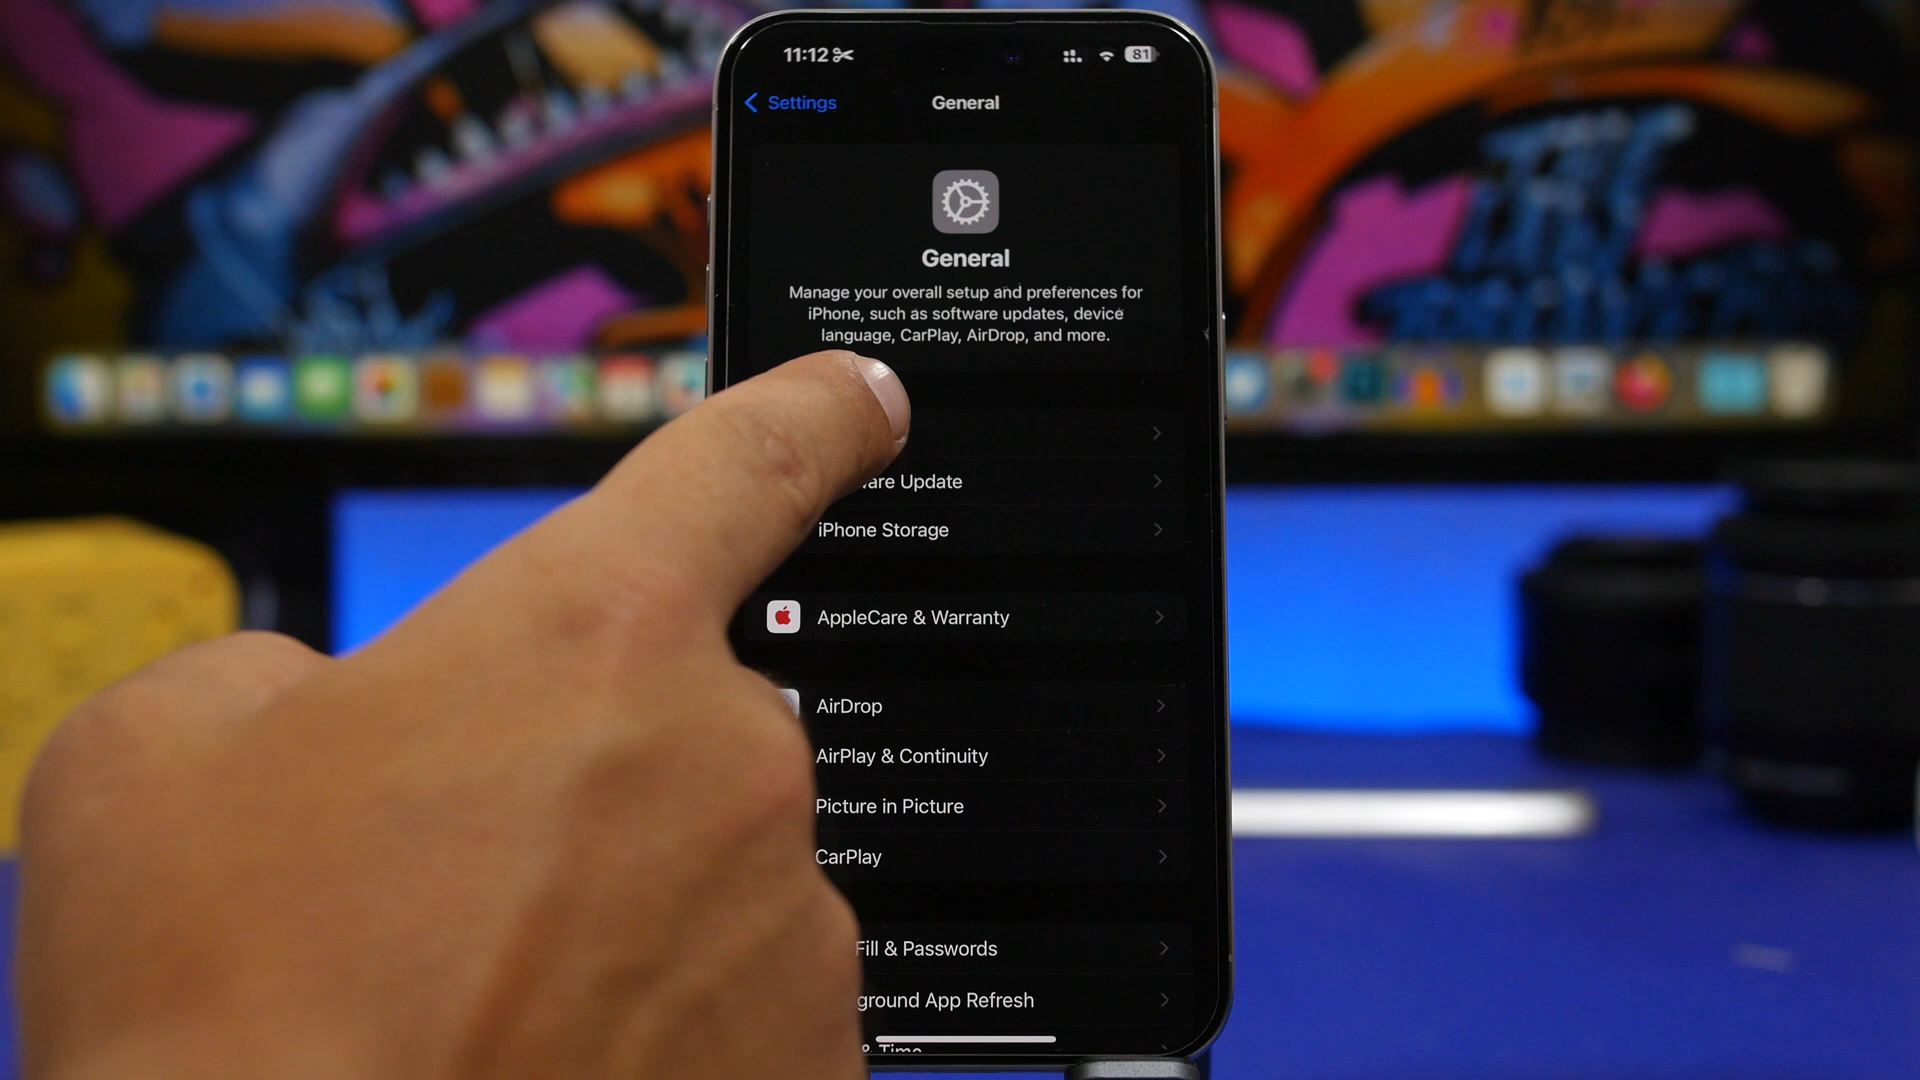 11:12
81
Settings
General
General
Manage your overall setup and preferences for
iPhone, such as software updates, device
language, CarPlay, AirDrop, and more.
ware Update
iPhone Storage
AppleCare & Warranty
AirDrop
AirPlay & Continuity
Picture in Picture
CarPlay
Fill & Passwords
ground App Refresh
& Time